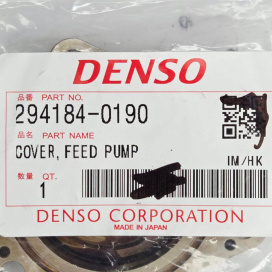 DENSO
品番 PART NO.
294184-0190
品名 PART NAME
COVER, FEED PUMP
IM/HK
数量 QT.
1
DENSO CORPORATION
MADE IN JAPAN